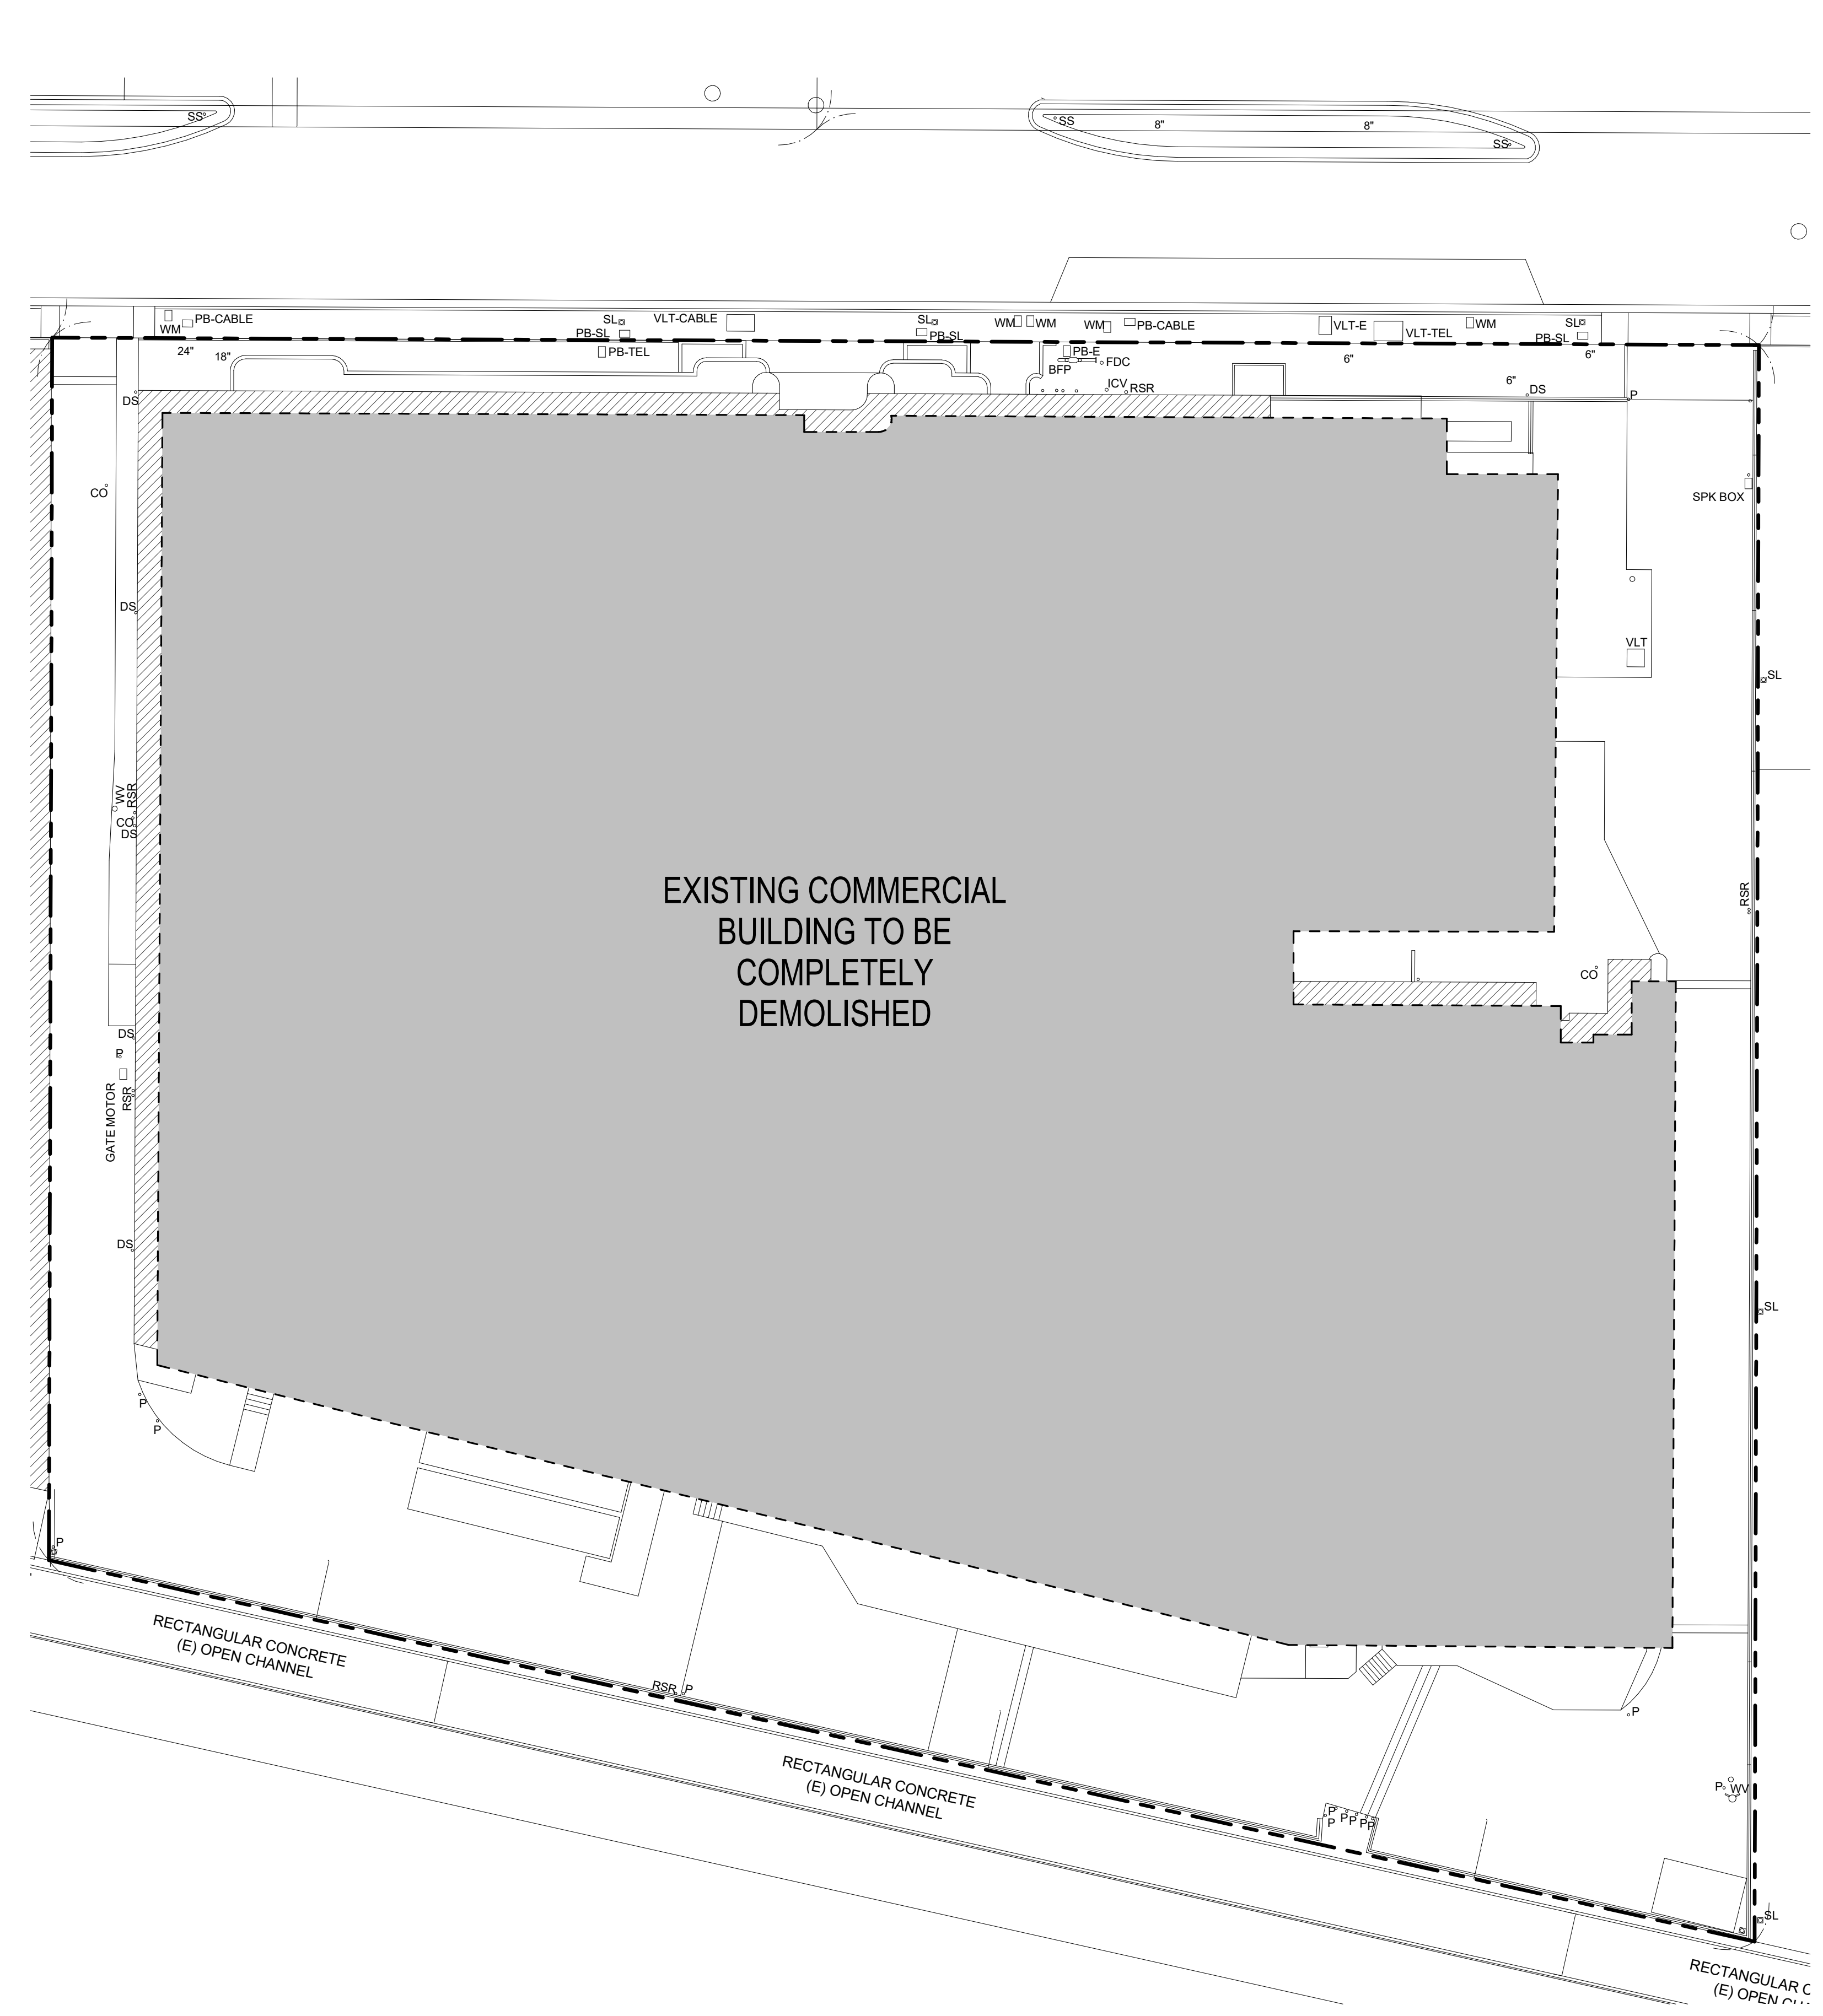 SS
SS
8"
8"
SS
PB-CABLE
WM
SL
PB-SL
VLT-CABLE
SL
PB-SL
WM
WM
WM
PB-CABLE
VLT-E
VLT-TEL
WM
SL
PB-SL
24"
18"
PB-TEL
PB-E
FDC
BFP
6"
6"
ICV
RSR
6"
DS
P
DS
CO
SPK BOX
DS
VLT
SL
WV
RSR
CO
DS
EXISTING COMMERCIAL
BUILDING TO BE
COMPLETELY
DEMOLISHED
RSR
CO
DS
P
RSR
GATE MOTOR
DS
SL
P
P
P
RECTANGULAR CONCRETE
(E) OPEN CHANNEL
RSR
P
P
RECTANGULAR CONCRETE
(E) OPEN CHANNEL
P
WV
P
P
P
P
P
P
SL
RECTANGULAR C
(E) OPEN